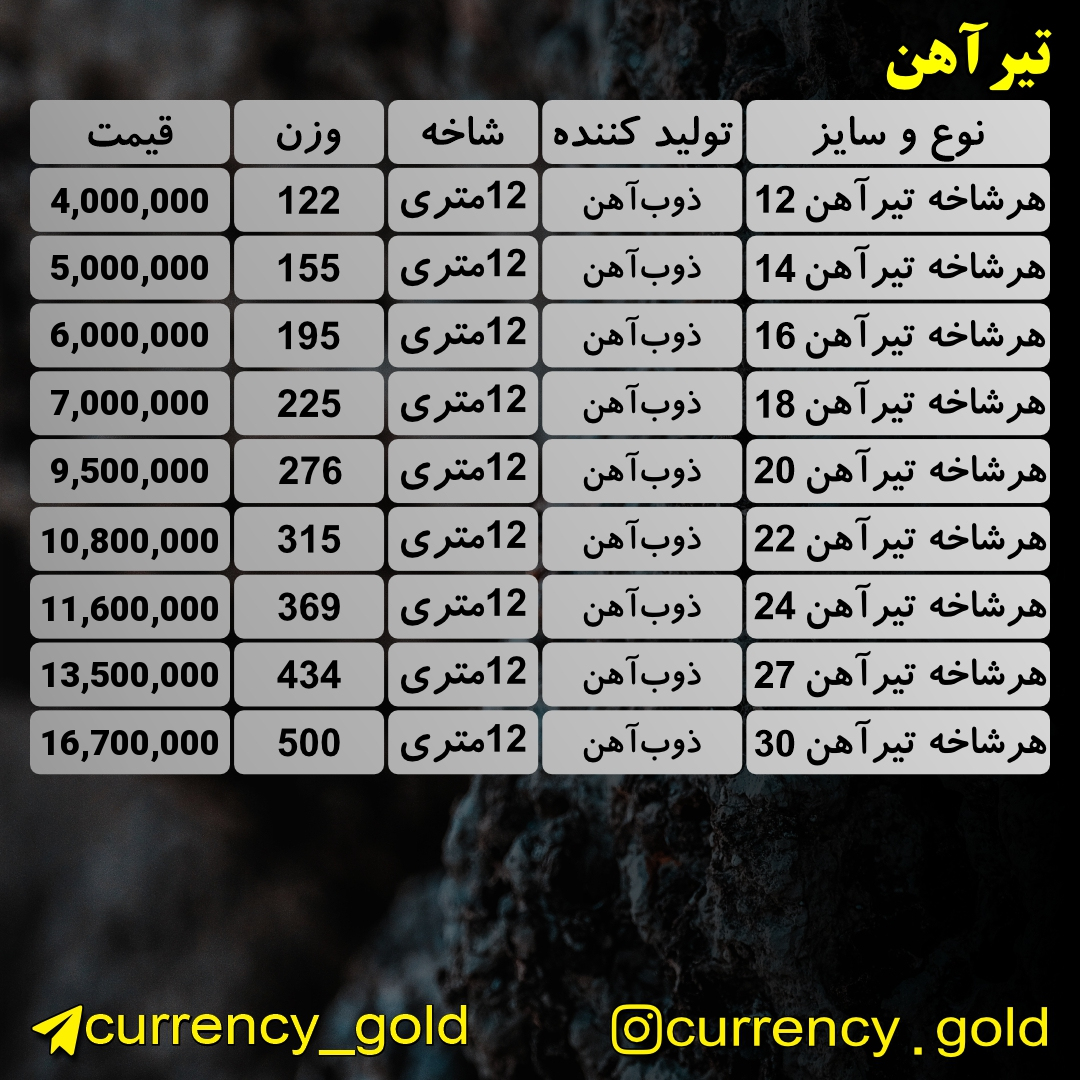 تیرآهن
نوع و سایز تولید کننده شاخه وزن قیمت
هرشاخه تیرآهن 12 ذوب‌آهن 12متری 122 4,000,000
هرشاخه تیرآهن 14 ذوب‌آهن 12متری 155 5,000,000
هرشاخه تیرآهن 16 ذوب‌آهن 12متری 195 6,000,000
هرشاخه تیرآهن 18 ذوب‌آهن 12متری 225 7,000,000
هرشاخه تیرآهن 20 ذوب‌آهن 12متری 276 9,500,000
هرشاخه تیرآهن 22 ذوب‌آهن 12متری 315 10,800,000
هرشاخه تیرآهن 24 ذوب‌آهن 12متری 369 11,600,000
هرشاخه تیرآهن 27 ذوب‌آهن 12متری 434 13,500,000
هرشاخه تیرآهن 30 ذوب‌آهن 12متری 500 16,700,000
currency_gold currency.gold